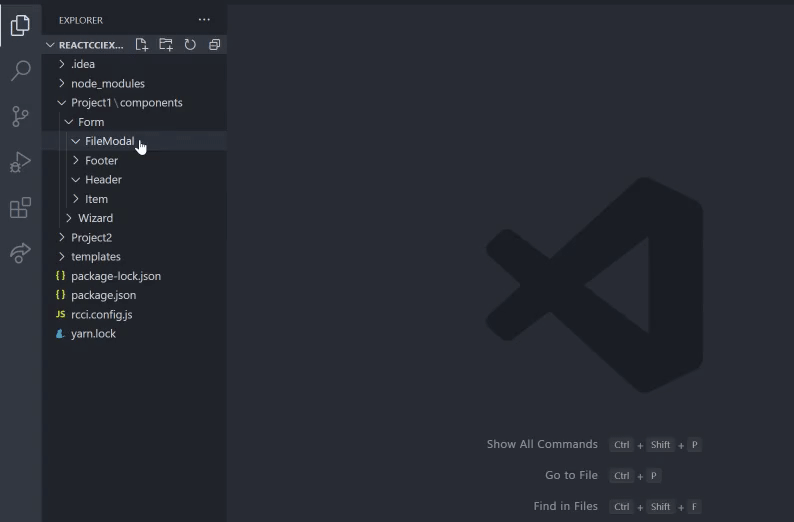 EXPLORER
REACTCCIEX...
.idea
node_modules
Project1\components
Form
FileModal
Footer
Header
Item
Wizard
Project2
templates
{} package-lock.json
{} package.json
JS rcci.config.js
yarn.lock
Show All Commands Ctrl + Shift + P
Go to File Ctrl + P
Find in Files Ctrl + Shift + F